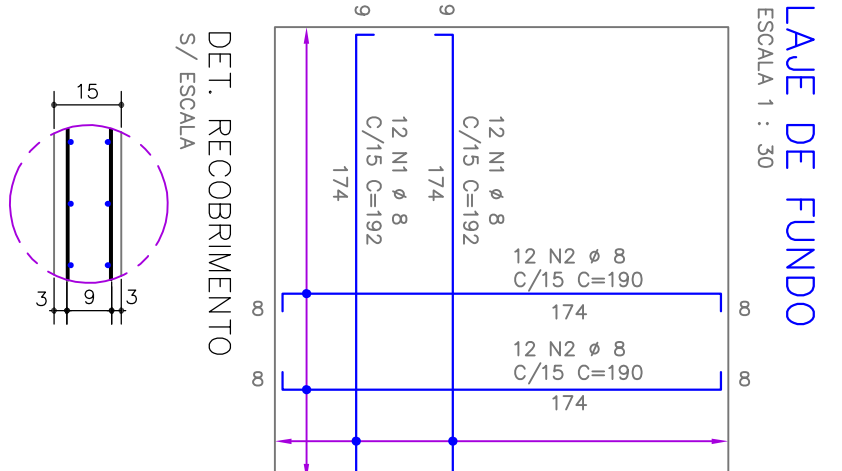 LAJE DE FUNDO
ESCALA 1 : 30
9
9
12 N1 ø 8
C/15 C=192
174
12 N1 ø 8
C/15 C=192
174
12 N2 ø 8
C/15 C=190
174
8
8
12 N2 ø 8
C/15 C=190
174
8
8
DET. RECOBRIMENTO
S/ ESCALA
15
3
9
3